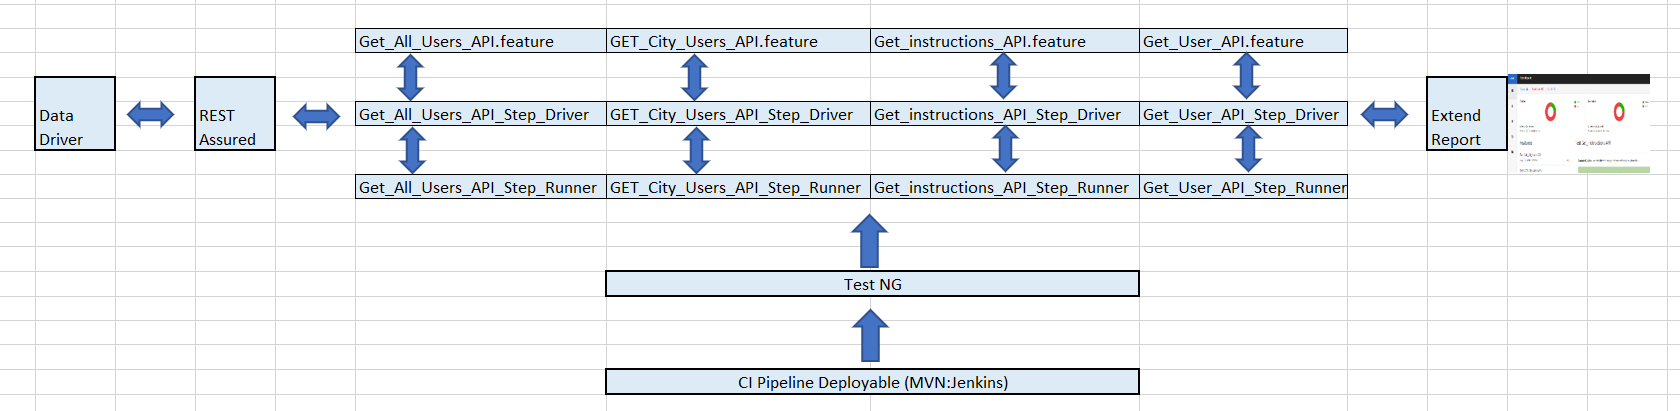 Get_All_Users_API.feature
GET_City_Users_API.feature
Get_instructions_API.feature
Get_User_API.feature
Data
Driver
REST
Assured
Get_All_Users_API_Step_Driver
GET_City_Users_API_Step_Driver
Get_instructions_API_Step_Driver
Get_User_API_Step_Driver
Extend
Report
Get_All_Users_API_Step_Runner
GET_City_Users_API_Step_Runner
Get_instructions_API_Step_Runner
Get_User_API_Step_Runner
Test NG
CI Pipeline Deployable (MVN:Jenkins)